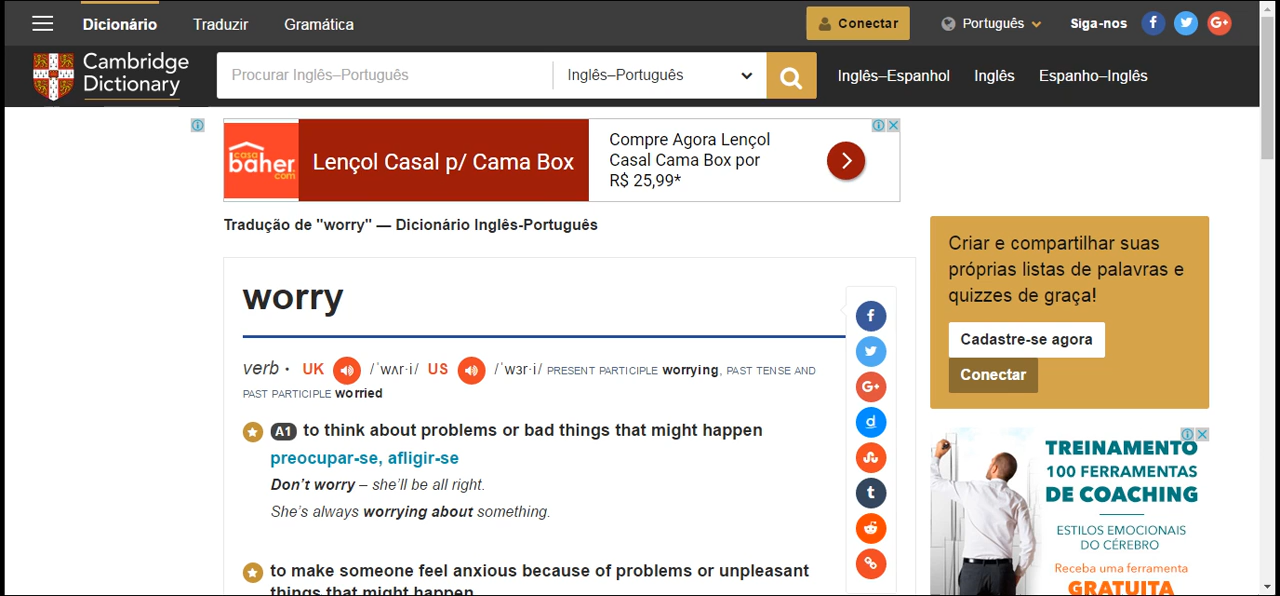 Dicionário Traduzir Gramática Conectar Português Siga-nos
Cambridge
Dictionary
Procurar Inglês–Português Inglês–Português Inglês–Espanhol Inglês Espanho–Inglês
casa
baher
.com
Lençol Casal p/ Cama Box
Compre Agora Lençol
Casal Cama Box por
R$ 25,99*
Tradução de "worry" — Dicionário Inglês-Português
worry
verb · UK /ˈwʌr·i/ US /ˈwɜr·i/ PRESENT PARTICIPLE worrying, PAST TENSE AND
PAST PARTICIPLE worried
A1 to think about problems or bad things that might happen
preocupar-se, afligir-se
Don’t worry – she’ll be all right.
She’s always worrying about something.
to make someone feel anxious because of problems or unpleasant
things that might happen
Criar e compartilhar suas
próprias listas de palavras e
quizzes de graça!
Cadastre-se agora
Conectar
TREINAMENTO
100 FERRAMENTAS
DE COACHING
ESTILOS EMOCIONAIS
DO CÉREBRO
Receba uma ferramenta
GRATUITA